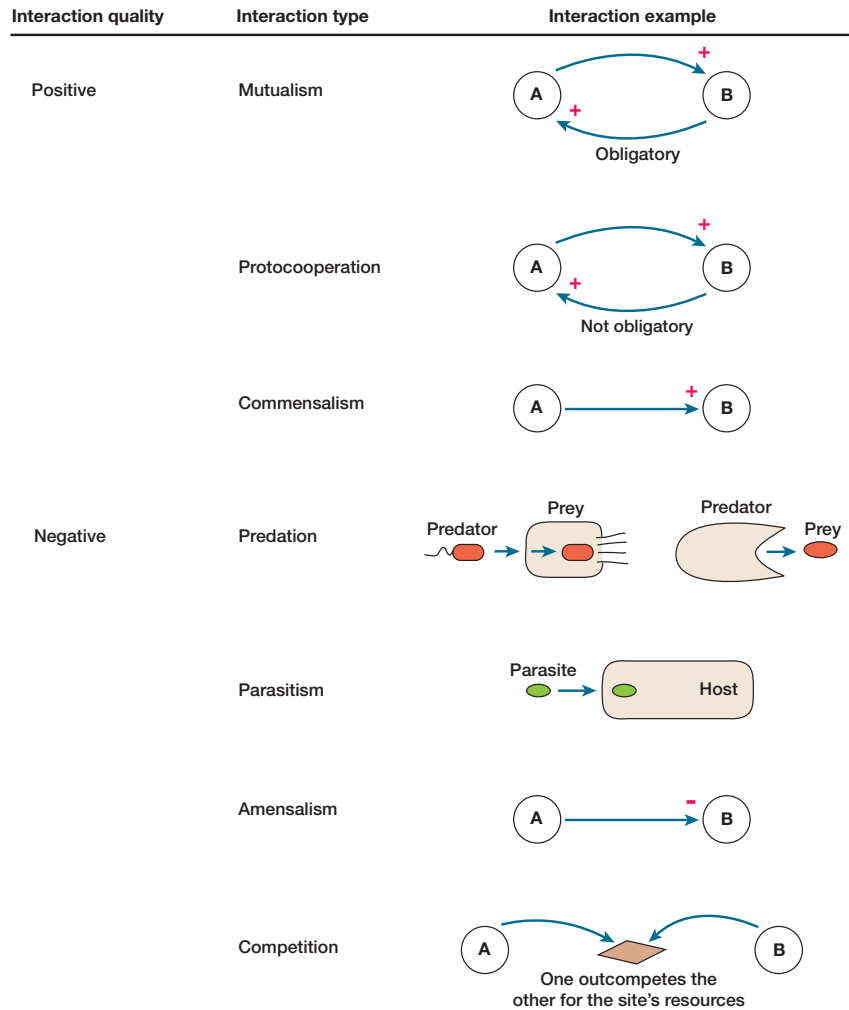 Interaction quality Interaction type Interaction example
Positive Mutualism
A B
+
+
Obligatory
Protocooperation
A B
+
+
Not obligatory
Commensalism
A B
+
Negative Predation
Predator Prey
Predator Prey
Parasitism
Parasite
Host
Amensalism
A B
-
Competition
A B
One outcompetes the
other for the site's resources